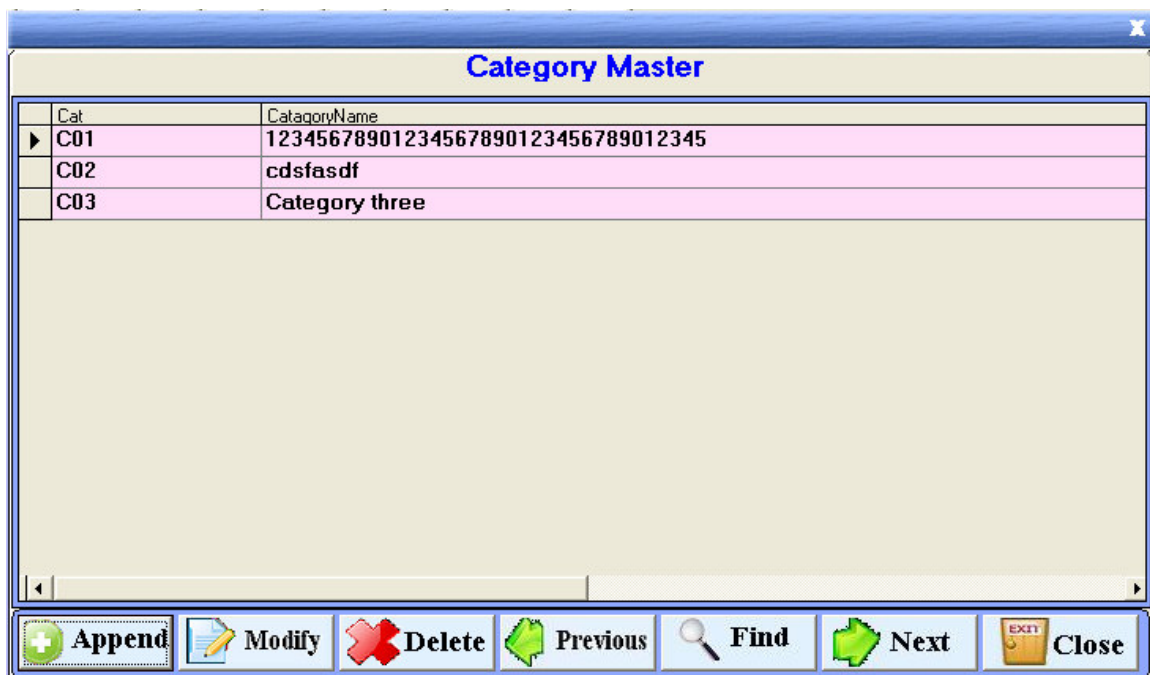 x
Category Master
Cat CatagoryName
C01 12345678901234567890123456789012345
C02 cdsfasdf
C03 Category three
Append Modify Delete Previous Find Next EXIT Close